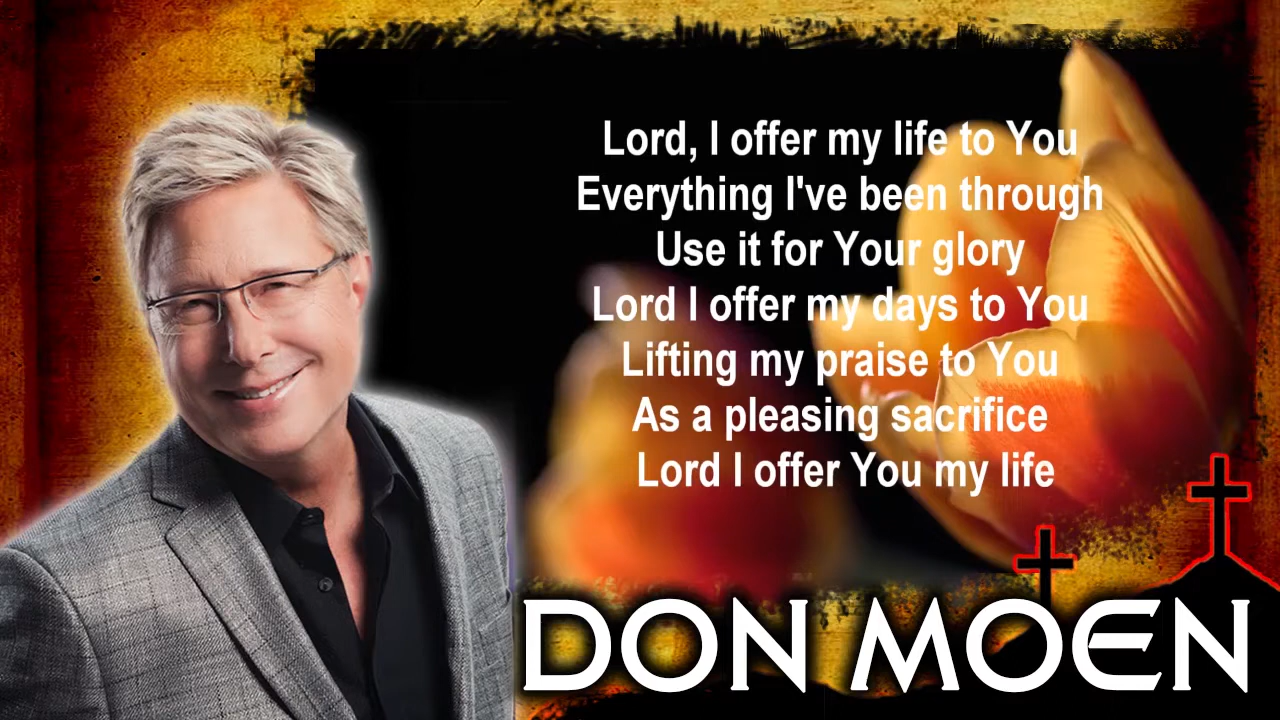 Lord, I offer my life to You
Everything I've been through
Use it for Your glory
Lord I offer my days to You
Lifting my praise to You
As a pleasing sacrifice
Lord I offer You my life
DON MOEN